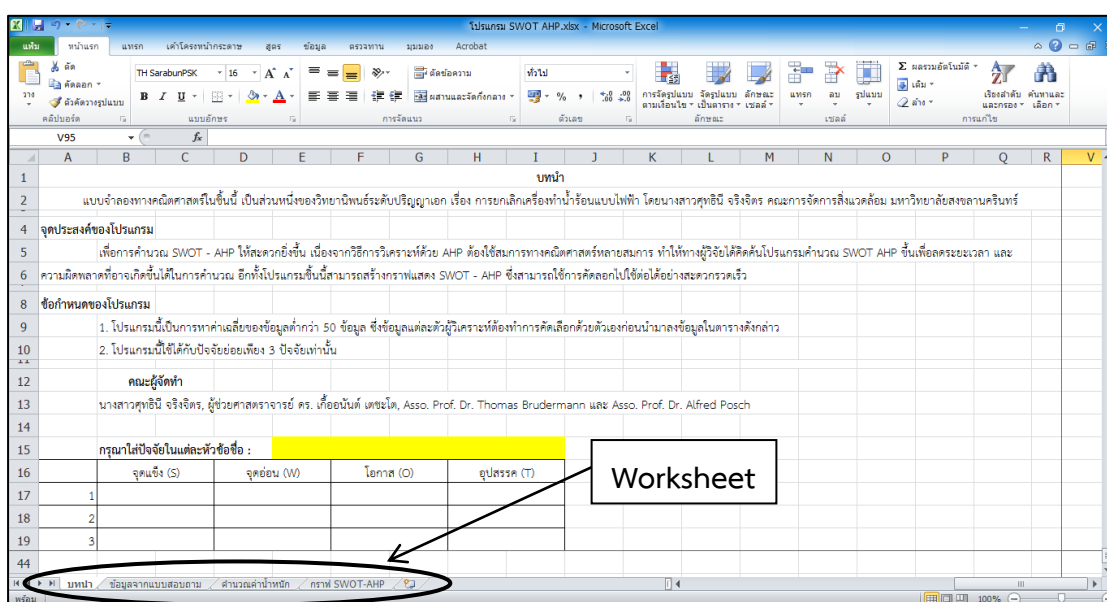 โปรแกรม SWOT AHP.xlsx - Microsoft Excel
แฟ้ม หน้าแรก แทรก เค้าโครงหน้ากระดาษ สูตร ข้อมูล ตรวจทาน มุมมอง Acrobat
ตัด TH SarabunPSK 16 ตัดข้อความ ทั่วไป Σ ผลรวมอัตโนมัติ
วาง คัดลอก B I U A ผสานและจัดกึ่งกลาง % การจัดรูปแบบตามเงื่อนไข จัดรูปแบบเป็นตาราง ลักษณะเซลล์ แทรก ลบ รูปแบบ เติม เรียงลำดับและกรอง ค้นหาและเลือก
ตัวคัดวางรูปแบบ ล้าง
คลิปบอร์ด แบบอักษร การจัดแนว ตัวเลข ลักษณะ เซลล์ การแก้ไข
V95 fx
A B C D E F G H I J K L M N O P Q R V
1 บทนำ
2 แบบจำลองทางคณิตศาสตร์ในชิ้นนี้ เป็นส่วนหนึ่งของวิทยานิพนธ์ระดับปริญญาเอก เรื่อง การยกเลิกเครื่องทำน้ำร้อนแบบไฟฟ้า โดยนางสาวศุทธินี จริงจิตร คณะการจัดการสิ่งแวดล้อม มหาวิทยาลัยสงขลานครินทร์
4 จุดประสงค์ของโปรแกรม
5 เพื่อการคำนวณ SWOT - AHP ให้สะดวกยิ่งขึ้น เนื่องจากวิธีการวิเคราะห์ด้วย AHP ต้องใช้สมการทางคณิตศาสตร์หลายสมการ ทำให้ทางผู้วิจัยได้คิดค้นโปรแกรมคำนวณ SWOT AHP ขึ้นเพื่อลดระยะเวลา และ
6 ความผิดพลาดที่อาจเกิดขึ้นได้ในการคำนวณ อีกทั้งโปรแกรมชิ้นนี้สามารถสร้างกราฟแสดง SWOT - AHP ซึ่งสามารถใช้การคัดลอกไปใช้ต่อได้อย่างสะดวกรวดเร็ว
8 ข้อกำหนดของโปรแกรม
9 1. โปรแกรมนี้เป็นการหาค่าเฉลี่ยของข้อมูลต่ำกว่า 50 ข้อมูล ซึ่งข้อมูลแต่ละตัวผู้วิเคราะห์ต้องทำการคัดเลือกด้วยตัวเองก่อนนำมาลงข้อมูลในตารางดังกล่าว
10 2. โปรแกรมนี้ใช้ได้กับปัจจัยย่อยเพียง 3 ปัจจัยเท่านั้น
11
12 คณะผู้จัดทำ
13 นางสาวศุทธินี จริงจิตร, ผู้ช่วยศาสตราจารย์ ดร. เกื้ออนันต์ เตชะโต, Asso. Prof. Dr. Thomas Brudermann และ Asso. Prof. Dr. Alfred Posch
14
15 กรุณาใส่ปัจจัยในแต่ละหัวข้อชื่อ :
16 จุดแข็ง (S) จุดอ่อน (W) โอกาส (O) อุปสรรค (T)
Worksheet
17 1
18 2
19 3
44
บทนำ ข้อมูลจากแบบสอบถาม คำนวณค่าน้ำหนัก กราฟ SWOT-AHP
พร้อม 100%